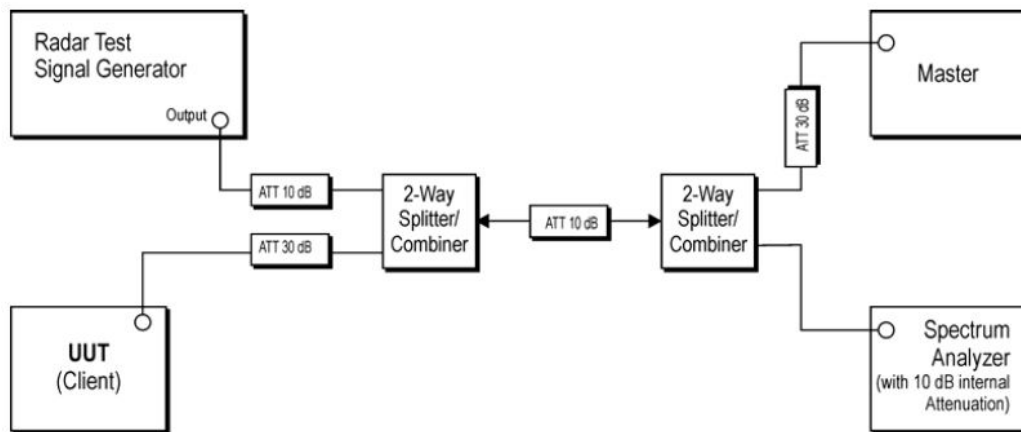 Radar Test
Signal Generator
Output
ATT 10 dB
ATT 30 dB
UUT
(Client)
2-Way
Splitter/
Combiner
ATT 10 dB
2-Way
Splitter/
Combiner
ATT 30 dB
Master
Spectrum
Analyzer
(with 10 dB internal
Attenuation)